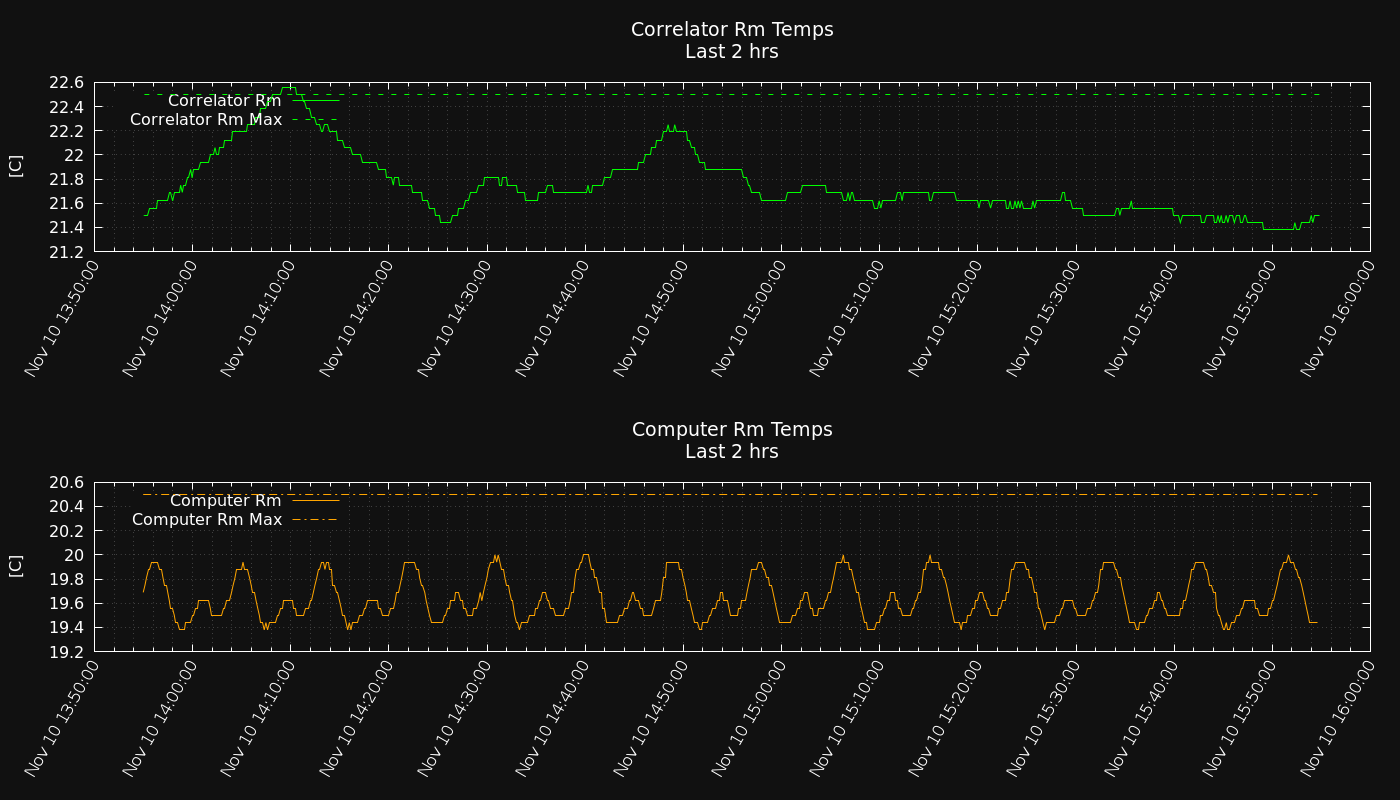 Correlator Rm Temps
Last 2 hrs
[C]
22.6
22.4
22.2
22
21.8
21.6
21.4
21.2
Correlator Rm
Correlator Rm Max
Nov 10 13:50:00
Nov 10 14:00:00
Nov 10 14:10:00
Nov 10 14:20:00
Nov 10 14:30:00
Nov 10 14:40:00
Nov 10 14:50:00
Nov 10 15:00:00
Nov 10 15:10:00
Nov 10 15:20:00
Nov 10 15:30:00
Nov 10 15:40:00
Nov 10 15:50:00
Nov 10 16:00:00
Computer Rm Temps
Last 2 hrs
[C]
20.6
20.4
20.2
20
19.8
19.6
19.4
19.2
Computer Rm
Computer Rm Max
Nov 10 13:50:00
Nov 10 14:00:00
Nov 10 14:10:00
Nov 10 14:20:00
Nov 10 14:30:00
Nov 10 14:40:00
Nov 10 14:50:00
Nov 10 15:00:00
Nov 10 15:10:00
Nov 10 15:20:00
Nov 10 15:30:00
Nov 10 15:40:00
Nov 10 15:50:00
Nov 10 16:00:00